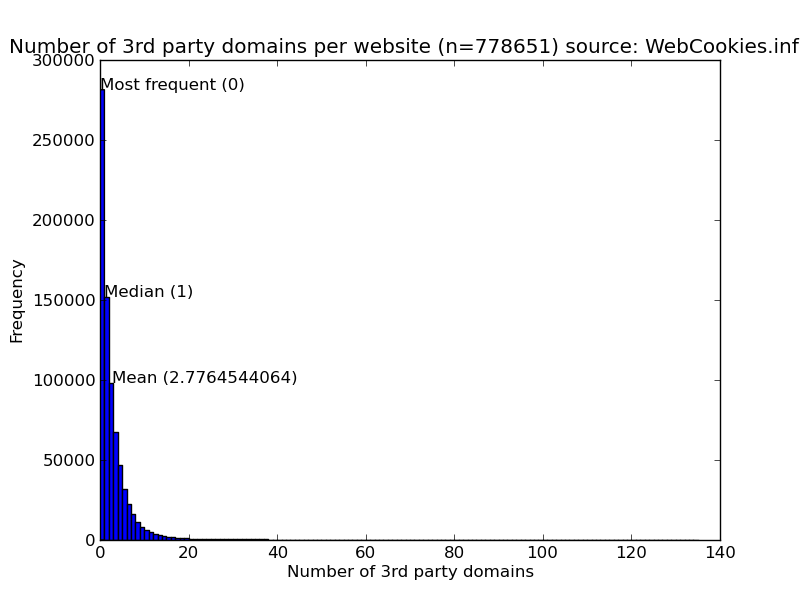 Number of 3rd party domains per website (n=778651) source: WebCookies.inf
300000
Most frequent (0)
250000
200000
Median (1)
150000
Mean (2.7764544064)
100000
50000
0
Frequency
0 20 40 60 80 100 120 140
Number of 3rd party domains